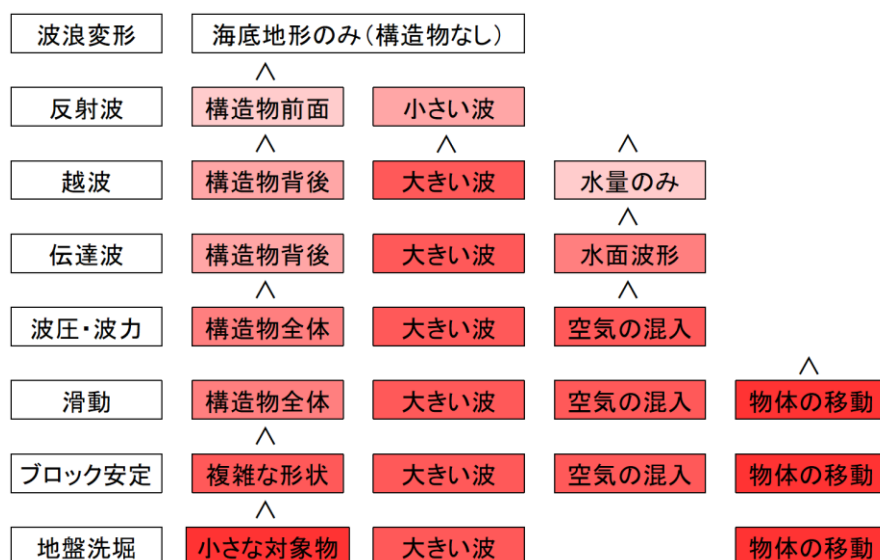 波浪変形 海底地形のみ(構造物なし)
∧
反射波 構造物前面 小さい波
∧ ∧ ∧
越波 構造物背後 大きい波 水量のみ
∧
伝達波 構造物背後 大きい波 水面波形
∧ ∧
波圧・波力 構造物全体 大きい波 空気の混入
∧
滑動 構造物全体 大きい波 空気の混入 物体の移動
∧
ブロック安定 複雑な形状 大きい波 空気の混入 物体の移動
∧
地盤洗堀 小さな対象物 大きい波 物体の移動